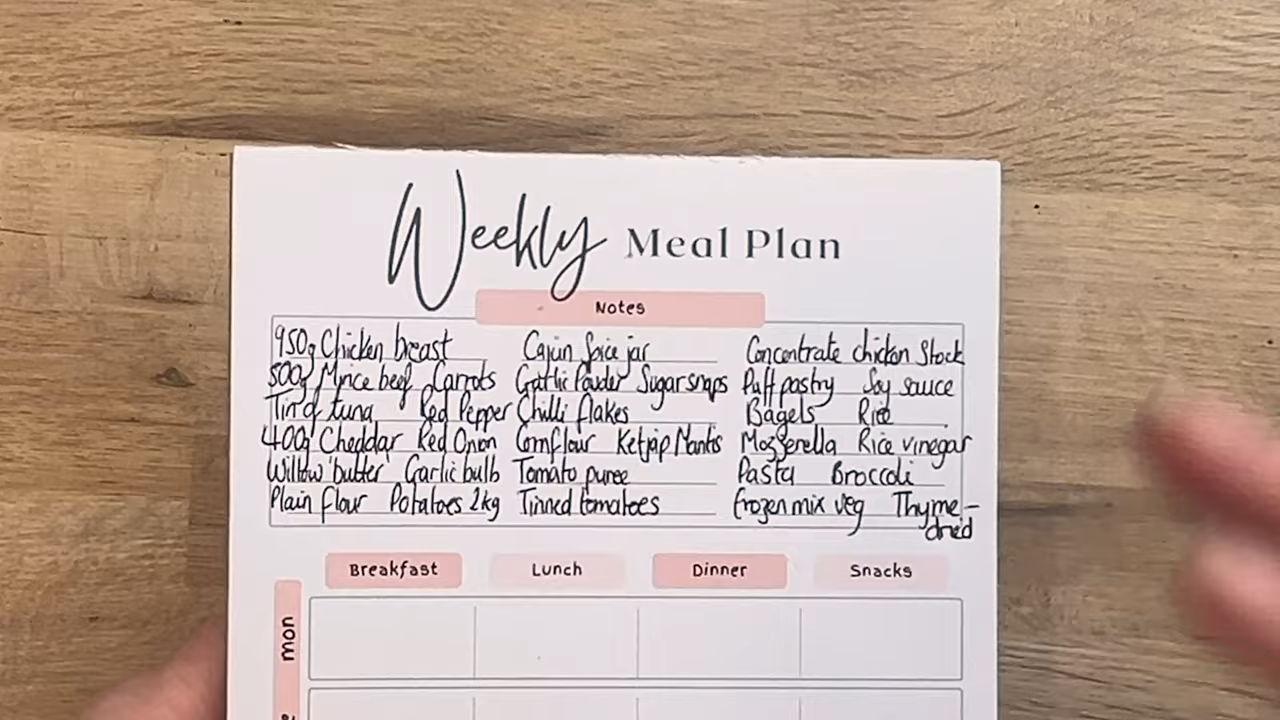 Weekly Meal Plan
Notes
950g Chicken breast
500g Mince beef Carrots
Tin of tuna Red Pepper
400g Cheddar Red Onion
Willow 'butter' Garlic bulb
Plain flour Potatoes 2kg
Cajun Spice jar
Garlic Powder Sugarsnaps
Chilli flakes
Cornflour Ketjap Mantis
Tomato puree
Tinned tomatoes
Concentrate chicken Stock
Puff pastry Soy sauce
Bagels Rice
Mozzerella Rice vinegar
Pasta Broccoli
frozen mix veg Thyme-
dried
Breakfast Lunch Dinner Snacks
mon